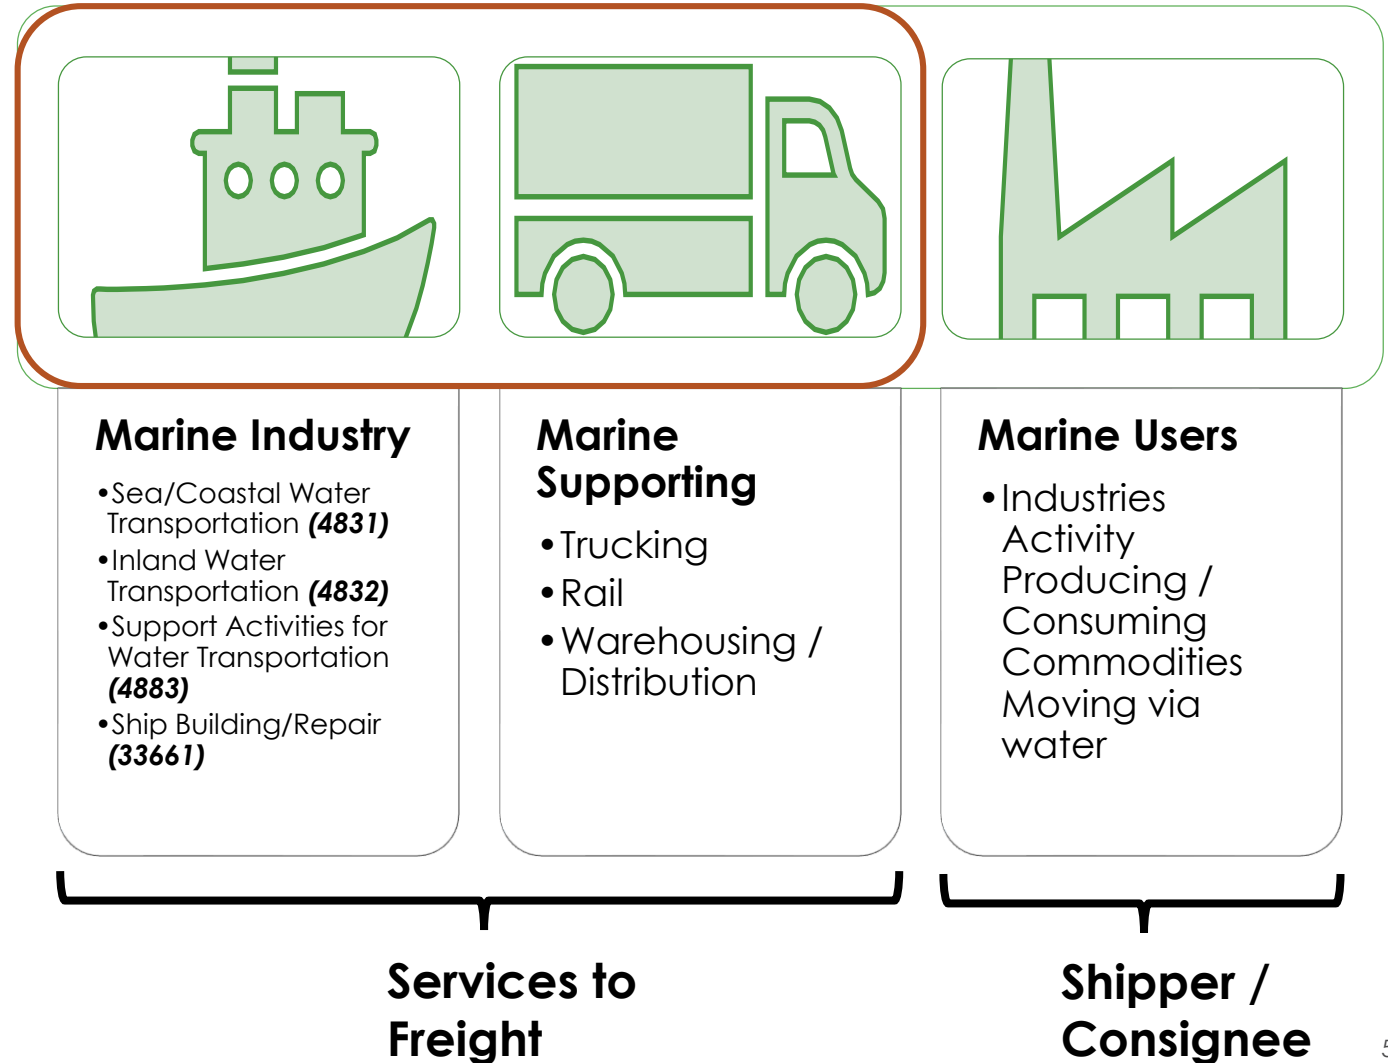 Marine Industry
•Sea/Coastal Water
Transportation (4831)
•Inland Water
Transportation (4832)
•Support Activities for
Water Transportation
(4883)
•Ship Building/Repair
(33661)
Marine
Supporting
•Trucking
•Rail
•Warehousing /
Distribution
Marine Users
•Industries
Activity
Producing /
Consuming
Commodities
Moving via
water
Services to
Freight
Shipper /
Consignee
5